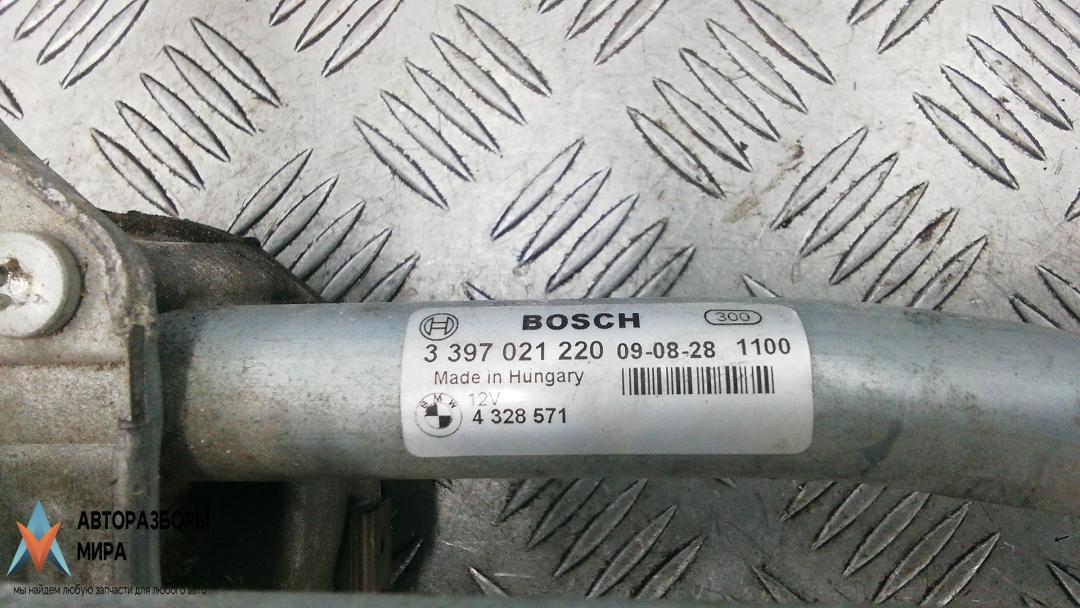 BOSCH 300
3 397 021 220 09-08-28 1100
Made in Hungary
12V
BMW 4 328 571
АВТОРАЗБОРЫ
МИРА
мы найдем любую запчасти для любого авто